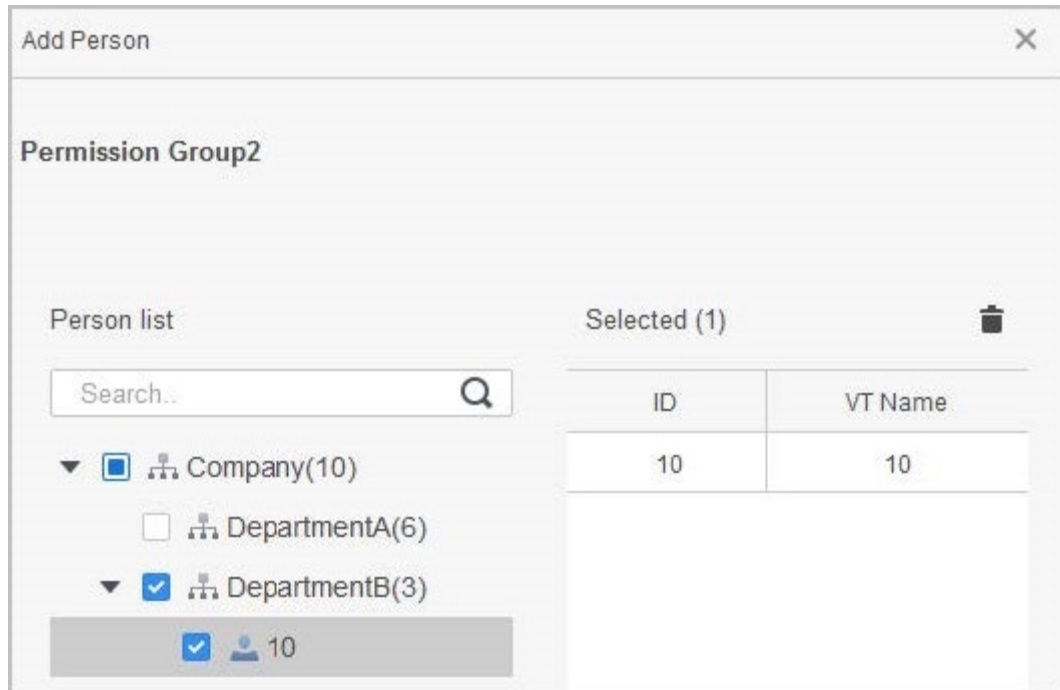 Add Person
Permission Group2
Person list
Search..
Company(10)
DepartmentA(6)
DepartmentB(3)
10
Selected (1)
ID VT Name
10 10